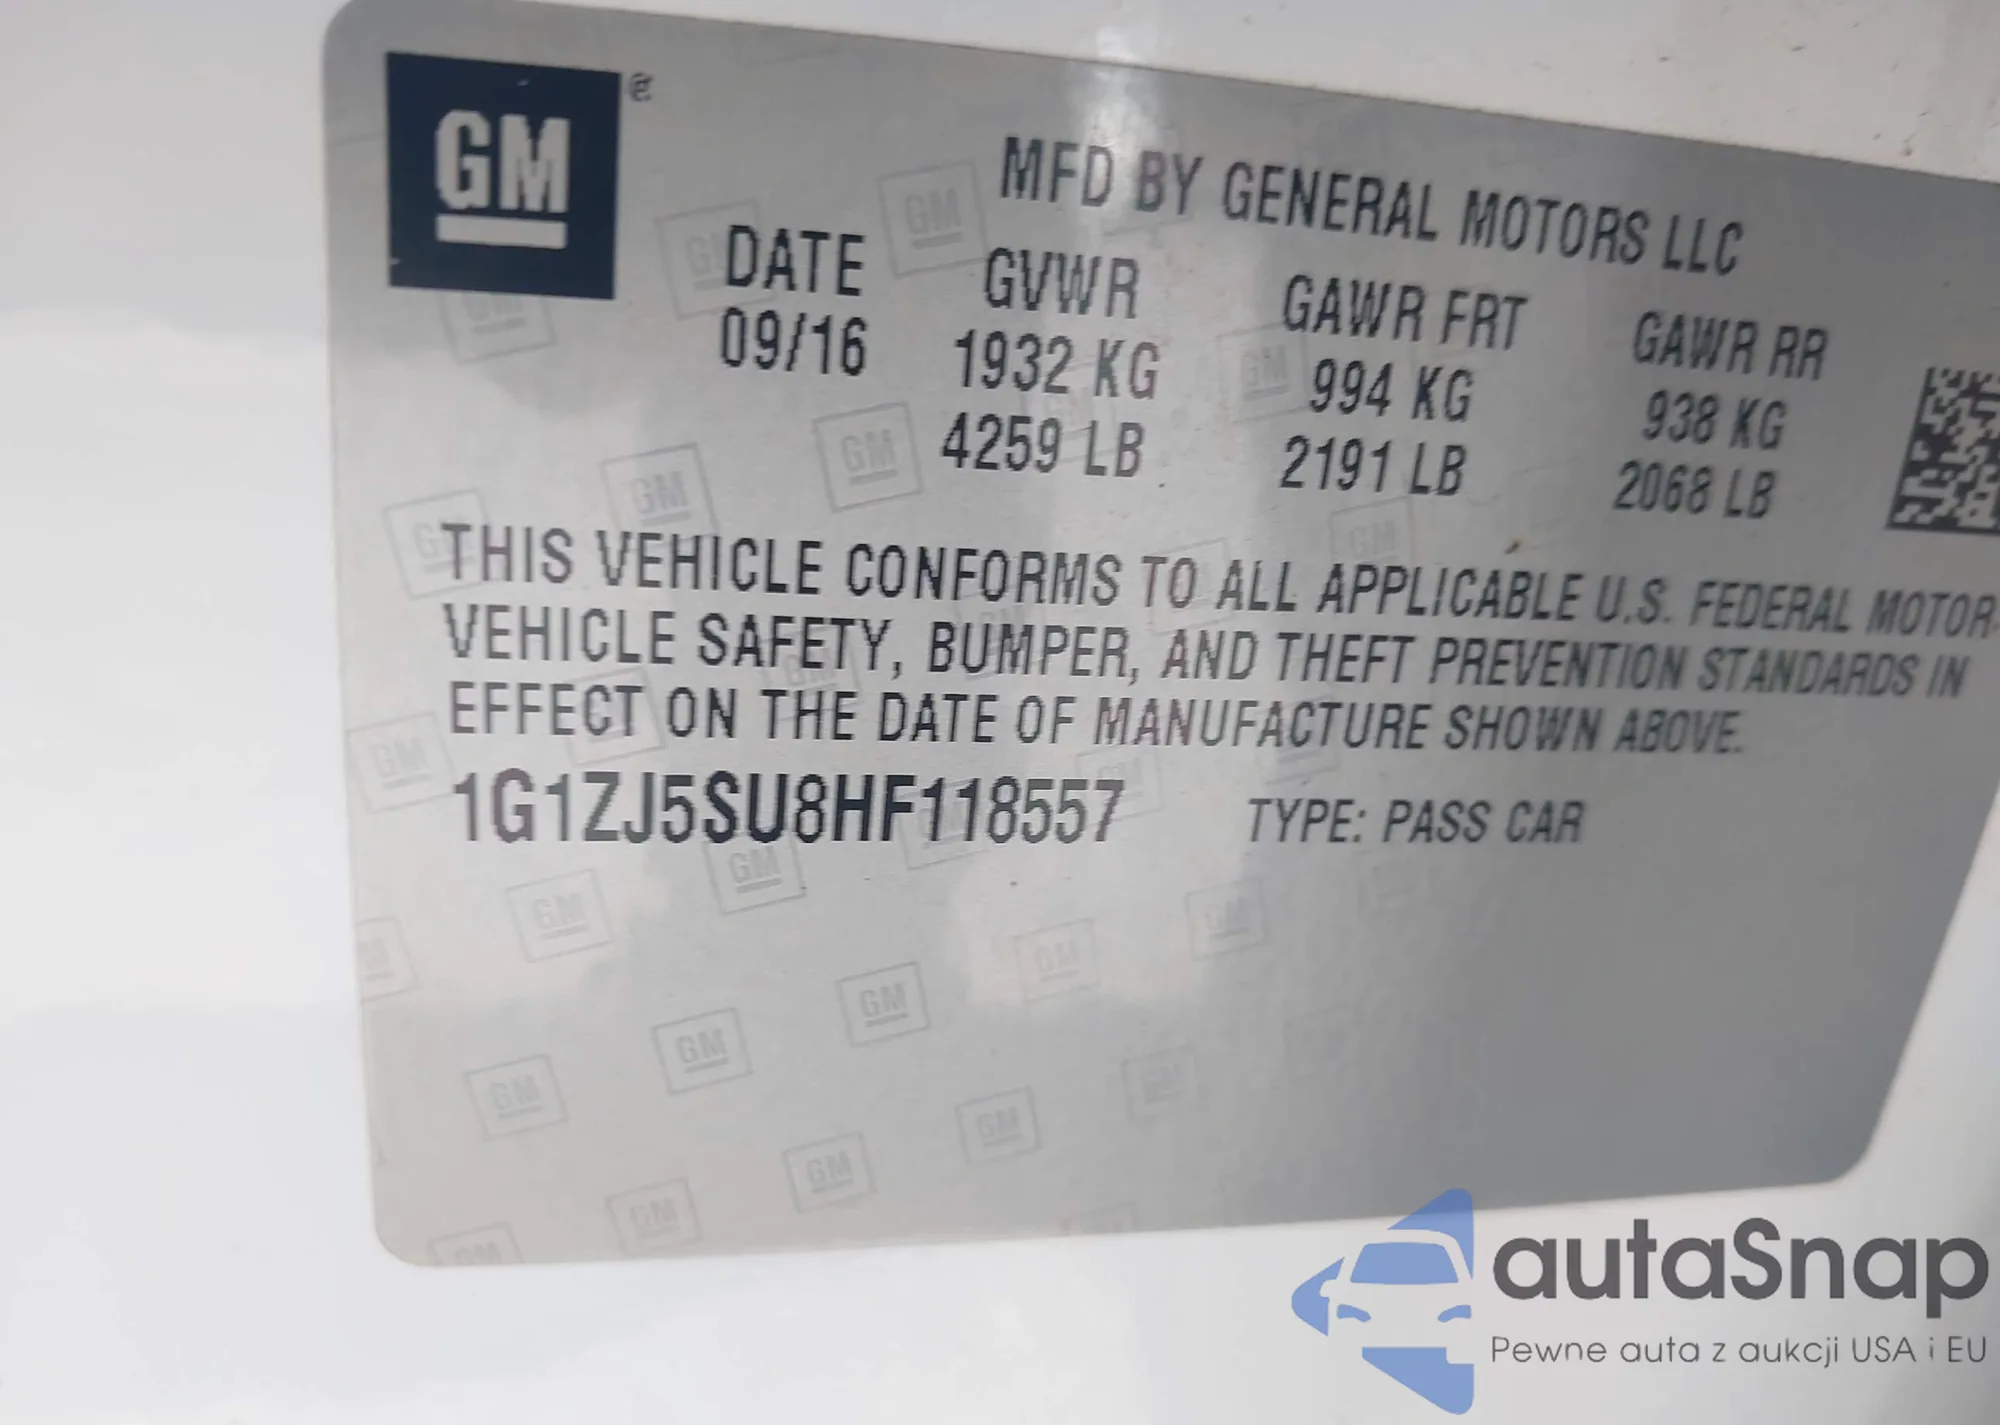 GM
MFD BY GENERAL MOTORS LLC
DATE GVWR GAWR FRT GAWR RR
09/16 1932 KG 994 KG 938 KG
4259 LB 2191 LB 2068 LB
THIS VEHICLE CONFORMS TO ALL APPLICABLE U.S. FEDERAL MOTOR
VEHICLE SAFETY, BUMPER, AND THEFT PREVENTION STANDARDS IN
EFFECT ON THE DATE OF MANUFACTURE SHOWN ABOVE.
1G1ZJ5SU8HF118557 TYPE: PASS CAR
autaSnap
Pewne auta z aukcji USA i EU